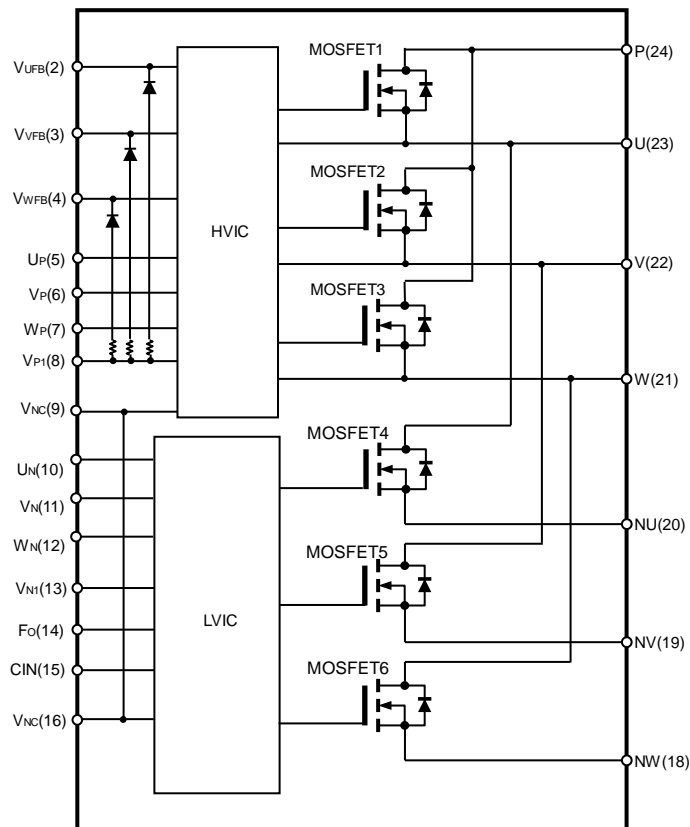 MOSFET1
P(24)
VUFB(2)
VVFB(3)
U(23)
MOSFET2
VWFB(4)
HVIC
UP(5)
V(22)
VP(6)
MOSFET3
WP(7)
VP1(8)
W(21)
VNC(9)
MOSFET4
UN(10)
VN(11)
NU(20)
WN(12)
MOSFET5
VN1(13)
LVIC
FO(14)
NV(19)
CIN(15)
MOSFET6
VNC(16)
NW(18)